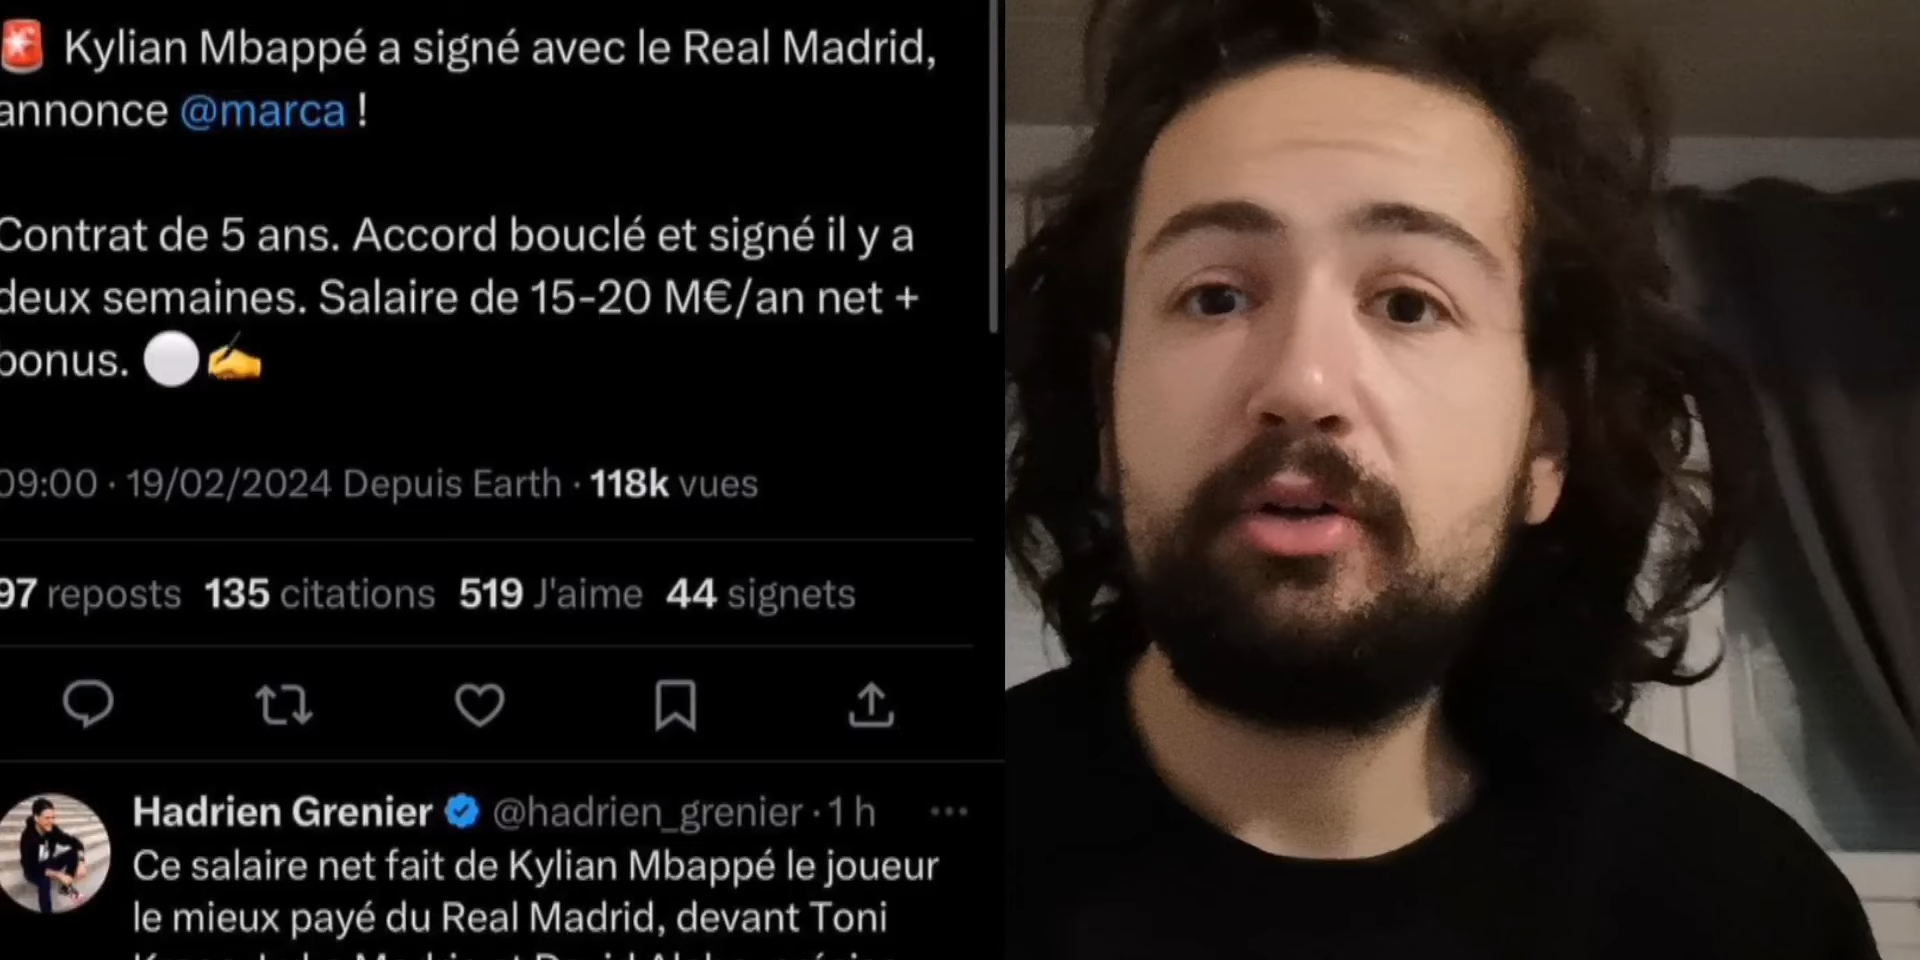 🚨 Kylian Mbappé a signé avec le Real Madrid,
annonce @marca !
Contrat de 5 ans. Accord bouclé et signé il y a
deux semaines. Salaire de 15-20 M€/an net +
bonus. ⚪✍️
09:00 · 19/02/2024 Depuis Earth · 118k vues
97 reposts 135 citations 519 J'aime 44 signets
Hadrien Grenier @hadrien_grenier · 1 h
Ce salaire net fait de Kylian Mbappé le joueur
le mieux payé du Real Madrid, devant Toni